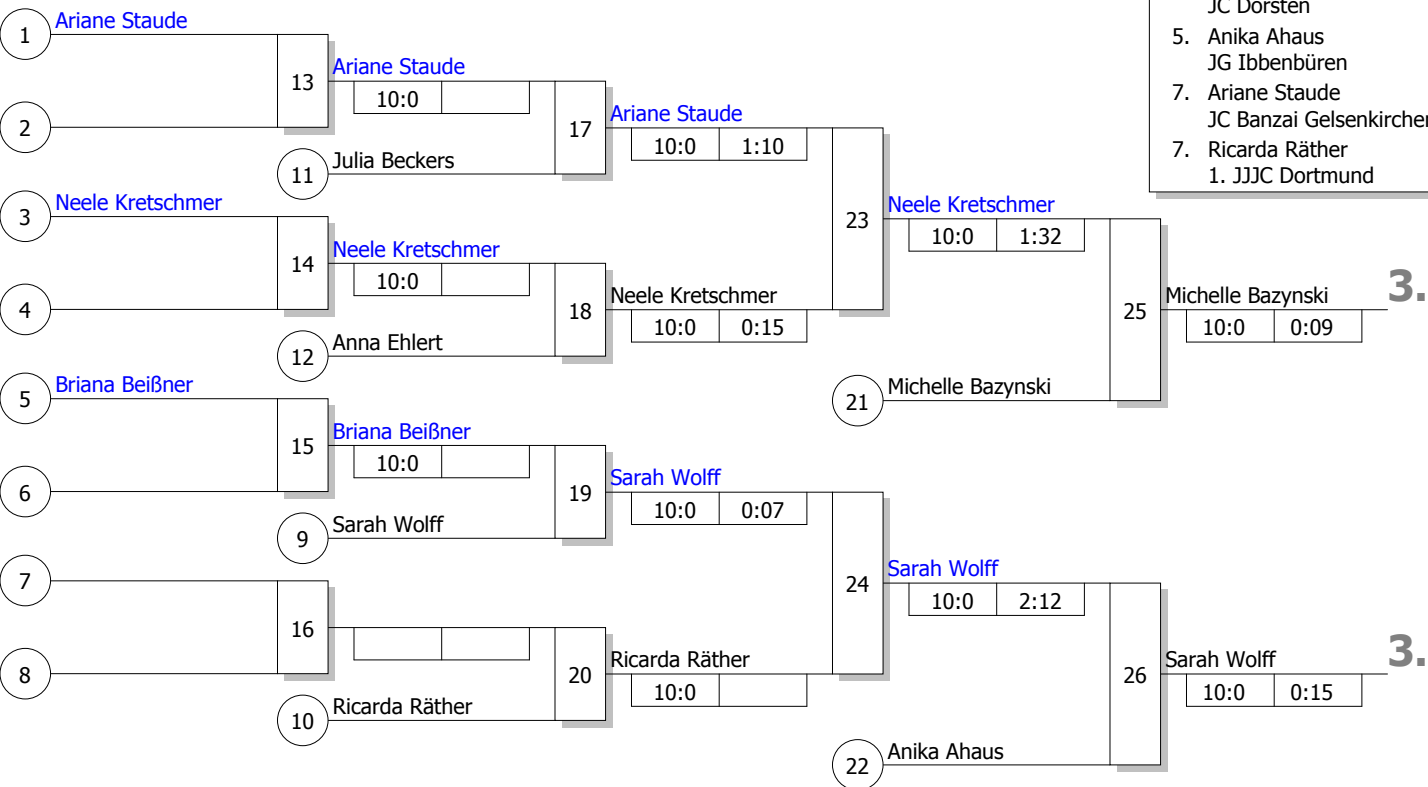 JC Dorsten
5. Anika Ahaus
JG Ibbenbüren
7. Ariane Staude
JC Banzai Gelsenkirchen
7. Ricarda Räther
1. JJJC Dortmund
1 Ariane Staude
2
13 Ariane Staude
10:0
11 Julia Beckers
17 Ariane Staude
10:0 1:10
3 Neele Kretschmer
4
14 Neele Kretschmer
10:0
12 Anna Ehlert
18 Neele Kretschmer
10:0 0:15
23 Neele Kretschmer
10:0 1:32
21 Michelle Bazynski
25 Michelle Bazynski 3.
10:0 0:09
5 Briana Beißner
6
15 Briana Beißner
10:0
9 Sarah Wolff
19 Sarah Wolff
10:0 0:07
7
8
16
10 Ricarda Räther
20 Ricarda Räther
10:0
24 Sarah Wolff
10:0 2:12
22 Anika Ahaus
26 Sarah Wolff 3.
10:0 0:15